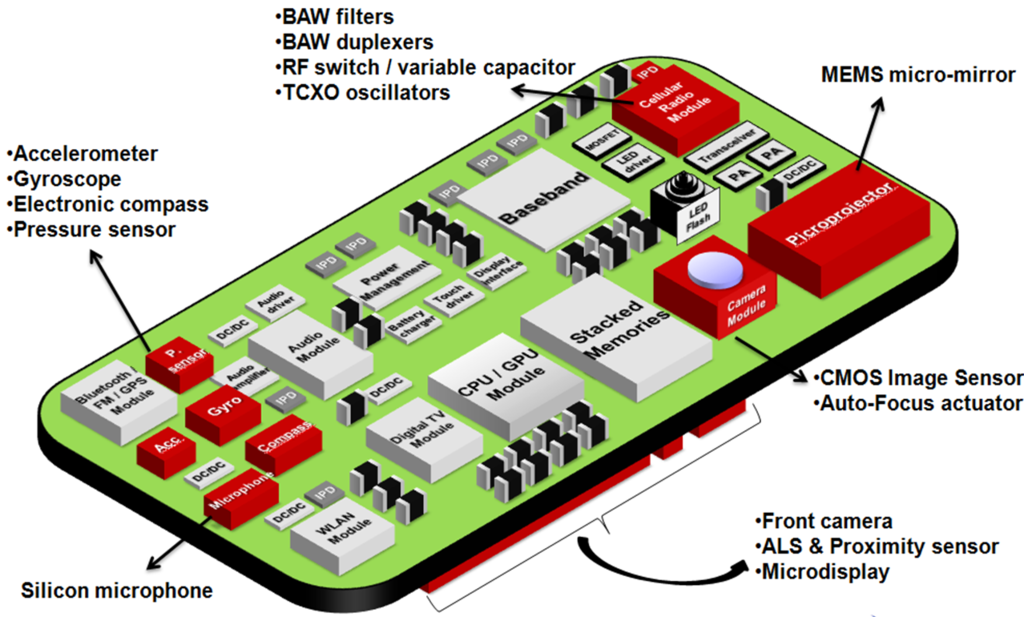 •BAW filters
•BAW duplexers
•RF switch / variable capacitor
•TCXO oscillators
MEMS micro-mirror
•Accelerometer
•Gyroscope
•Electronic compass
•Pressure sensor
IPD
Cellular
Radio
Module
MOSFET
LED
driver
Transceiver
PA
PA
DC/DC
IPD
IPD
IPD
Baseband
LED
Flash
Picroprojector
IPD
IPD
Power
Management
Display
interface
Touch
driver
Battery
charger
Camera
Module
Stacked
Memories
Audio
driver
DC/DC
Audio
Module
P.
sensor
Bluetooth /
FM / GPS
Module
Audio
Gyro
IPD
DC/DC
CPU / GPU
Module
Digital TV
Module
Acc.
Compass
DC/DC
Microphone
IPD
DC/DC
WLAN
Module
•CMOS Image Sensor
•Auto-Focus actuator
•Front camera
•ALS & Proximity sensor
•Microdisplay
Silicon microphone